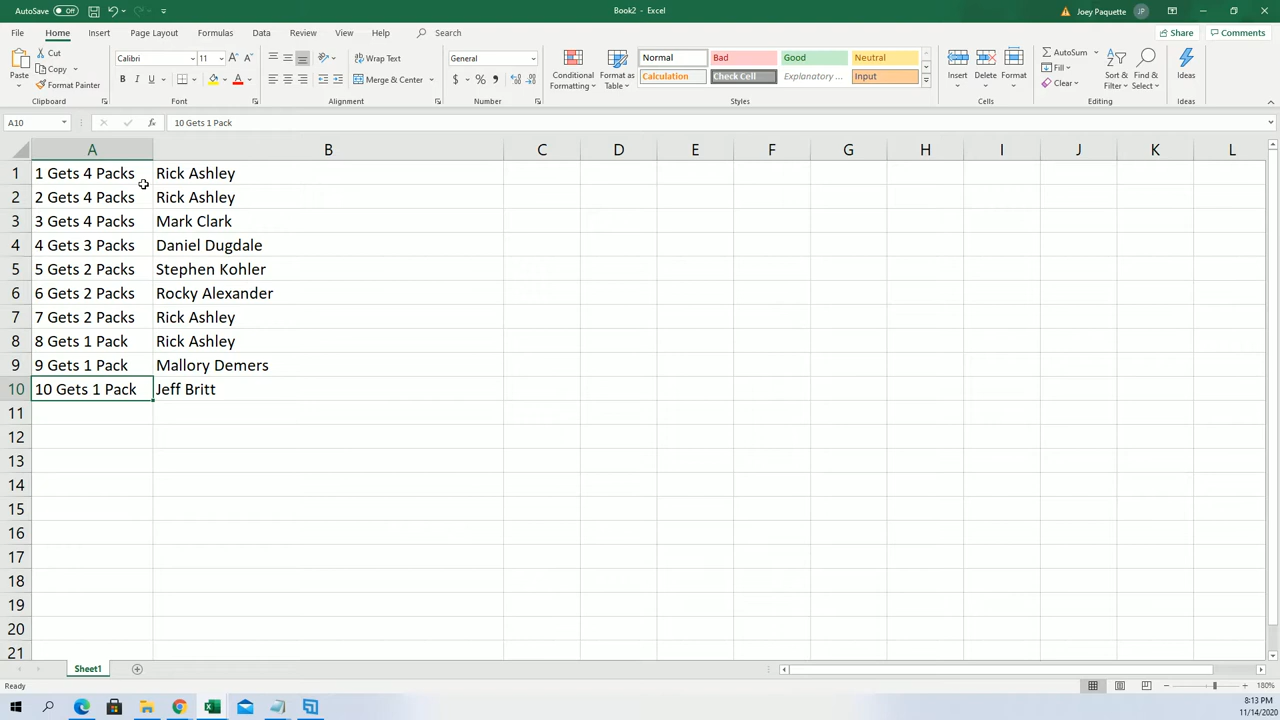 AutoSave Off Book2 - Excel Joey Paquette JP
File Home Insert Page Layout Formulas Data Review View Help Search Share Comments
Paste Cut Copy Format Painter Clipboard
Calibri 11 B I U A Font
Wrap Text Merge & Center Alignment
General $ % Number
Conditional Formatting Format as Table Normal Bad Good Neutral Calculation Check Cell Explanatory ... Input Styles
Insert Delete Format Cells
AutoSum Fill Clear Sort & Filter Find & Select Editing
Ideas Ideas
A10 fx 10 Gets 1 Pack
A B C D E F G H I J K L
1 1 Gets 4 Packs Rick Ashley
2 2 Gets 4 Packs Rick Ashley
3 3 Gets 4 Packs Mark Clark
4 4 Gets 3 Packs Daniel Dugdale
5 5 Gets 2 Packs Stephen Kohler
6 6 Gets 2 Packs Rocky Alexander
7 7 Gets 2 Packs Rick Ashley
8 8 Gets 1 Pack Rick Ashley
9 9 Gets 1 Pack Mallory Demers
10 10 Gets 1 Pack Jeff Britt
11
12
13
14
15
16
17
18
19
20
21
Sheet1
Ready 180%
8:13 PM
11/14/2020